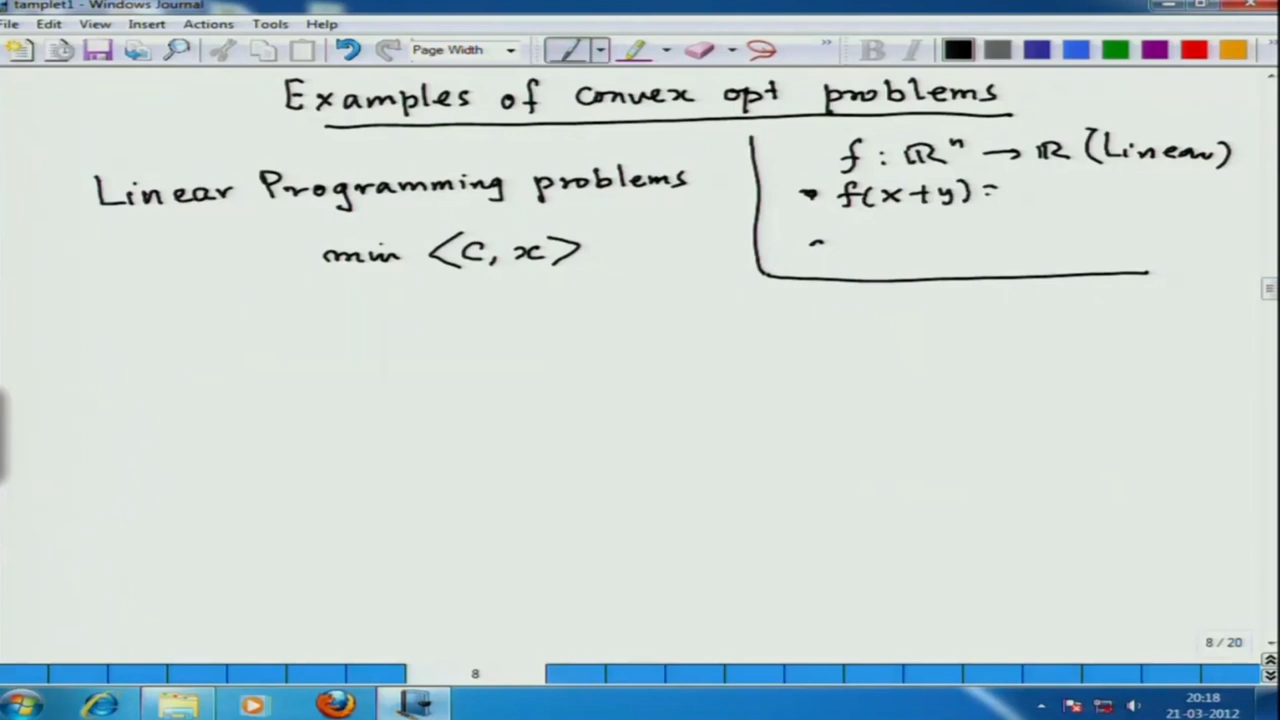 tamplet1 - Windows Journal
File Edit View Insert Actions Tools Help
Page Width
Examples of convex opt problems
Linear Programming problems
min <c, x>
f : ℝⁿ → ℝ (Linear)
• f(x+y) =
8 / 20
8
20:18
21-03-2012